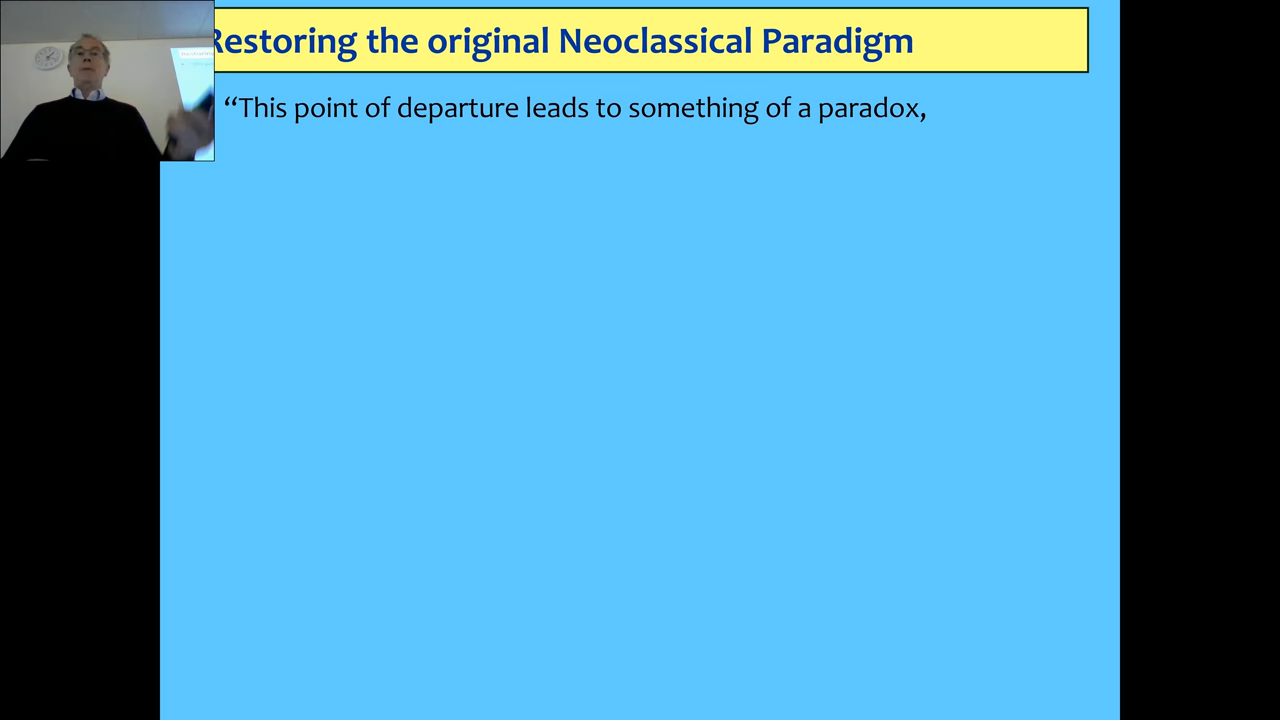 Restoring the original Neoclassical Paradigm
“This point of departure leads to something of a paradox,